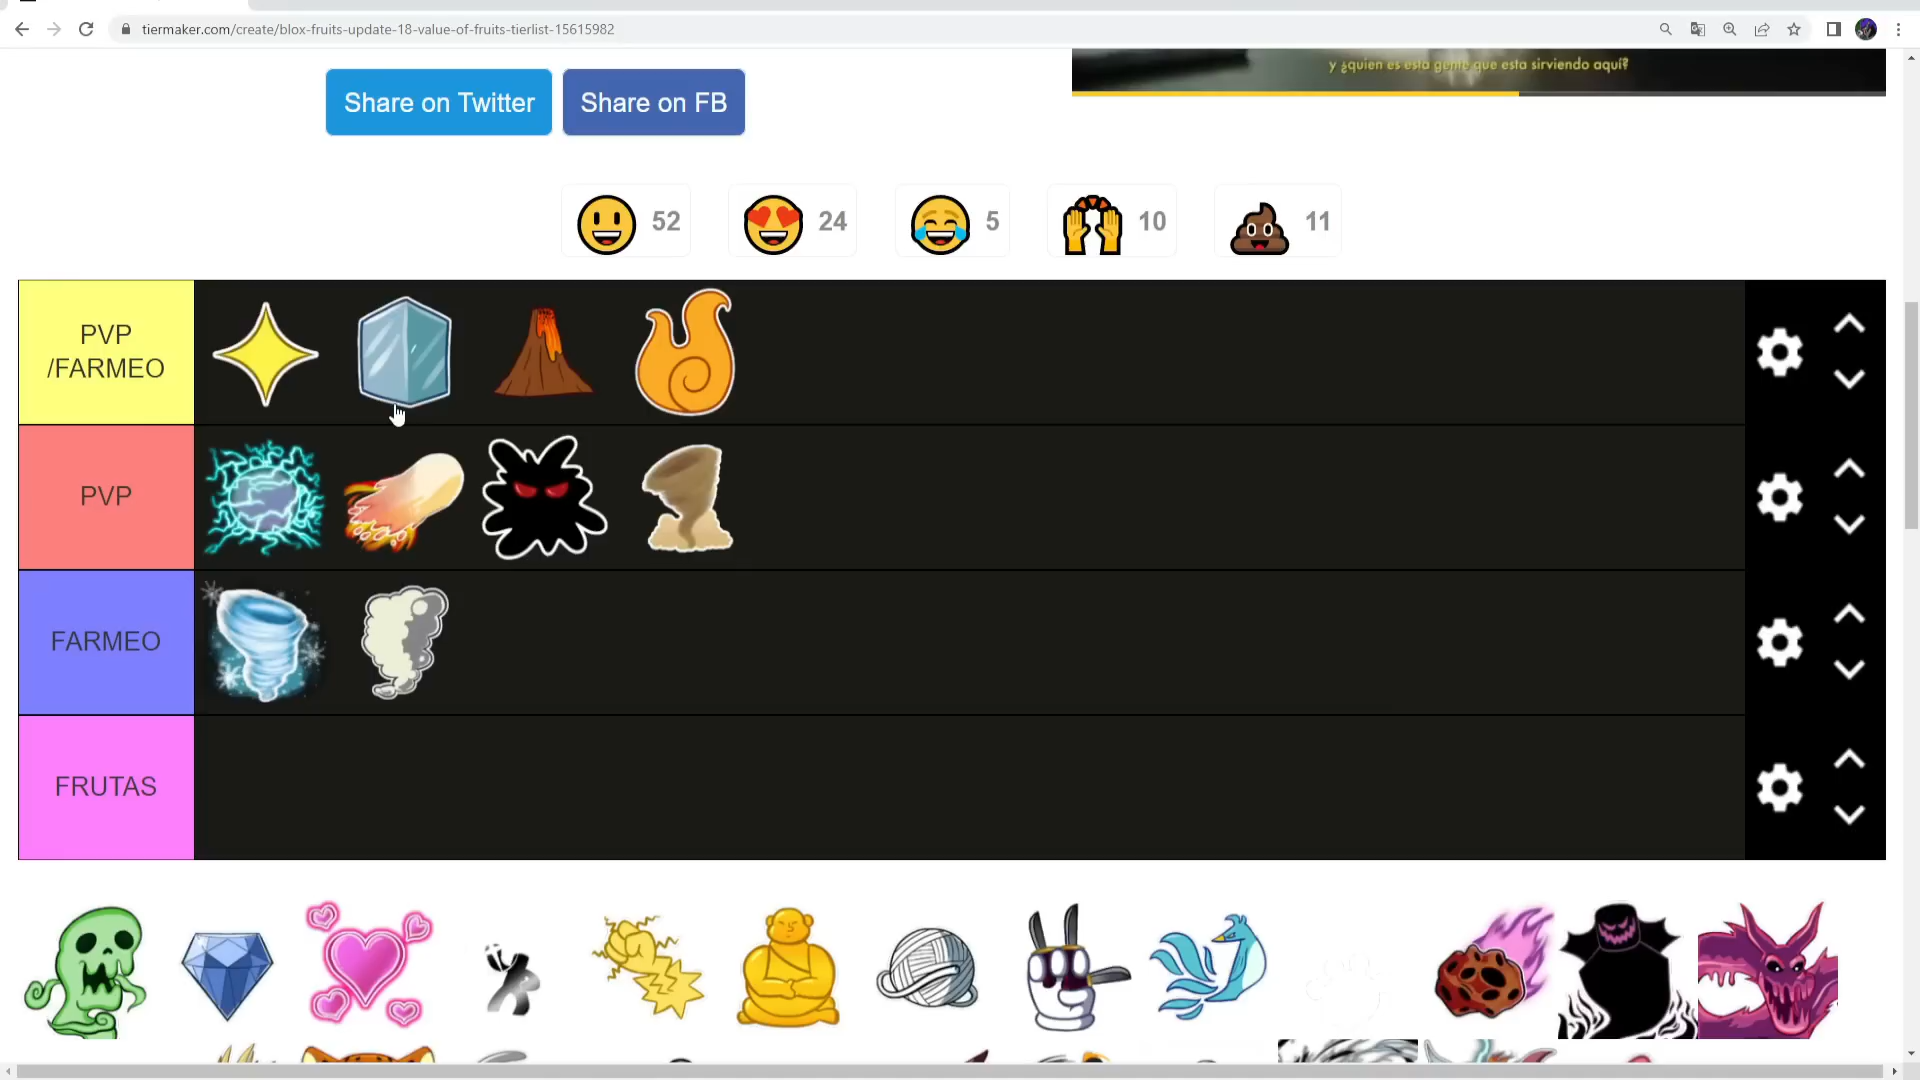 tiermaker.com/create/blox-fruits-update-18-value-of-fruits-tierlist-15615982
y ¿quien es esta gente que esta sirviendo aquí?
Share on Twitter
Share on FB
52
24
5
10
11
PVP
/FARMEO
PVP
FARMEO
FRUTAS